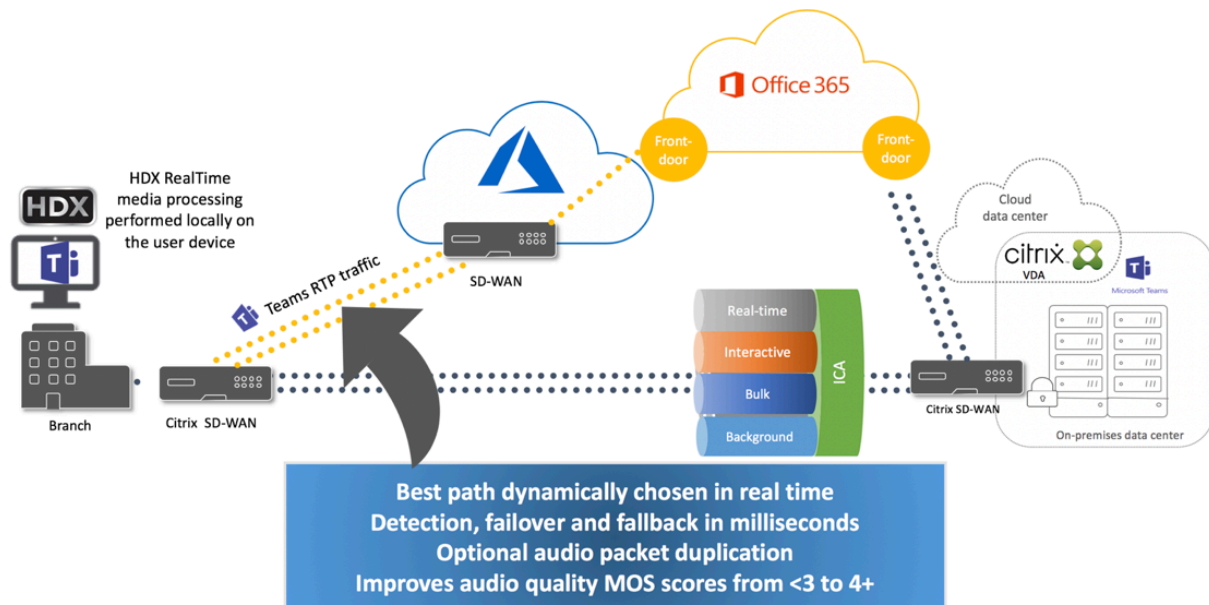 Office 365
Front-
door
Front-
door
HDX
HDX RealTime
media processing
performed locally on
the user device
Cloud
data center
citrix
VDA
Microsoft Teams
SD-WAN
Teams RTP traffic
Real-time
Interactive
Bulk
Background
ICA
Branch
Citrix SD-WAN
Citrix SD-WAN
On-premises data center
Best path dynamically chosen in real time
Detection, failover and fallback in milliseconds
Optional audio packet duplication
Improves audio quality MOS scores from <3 to 4+